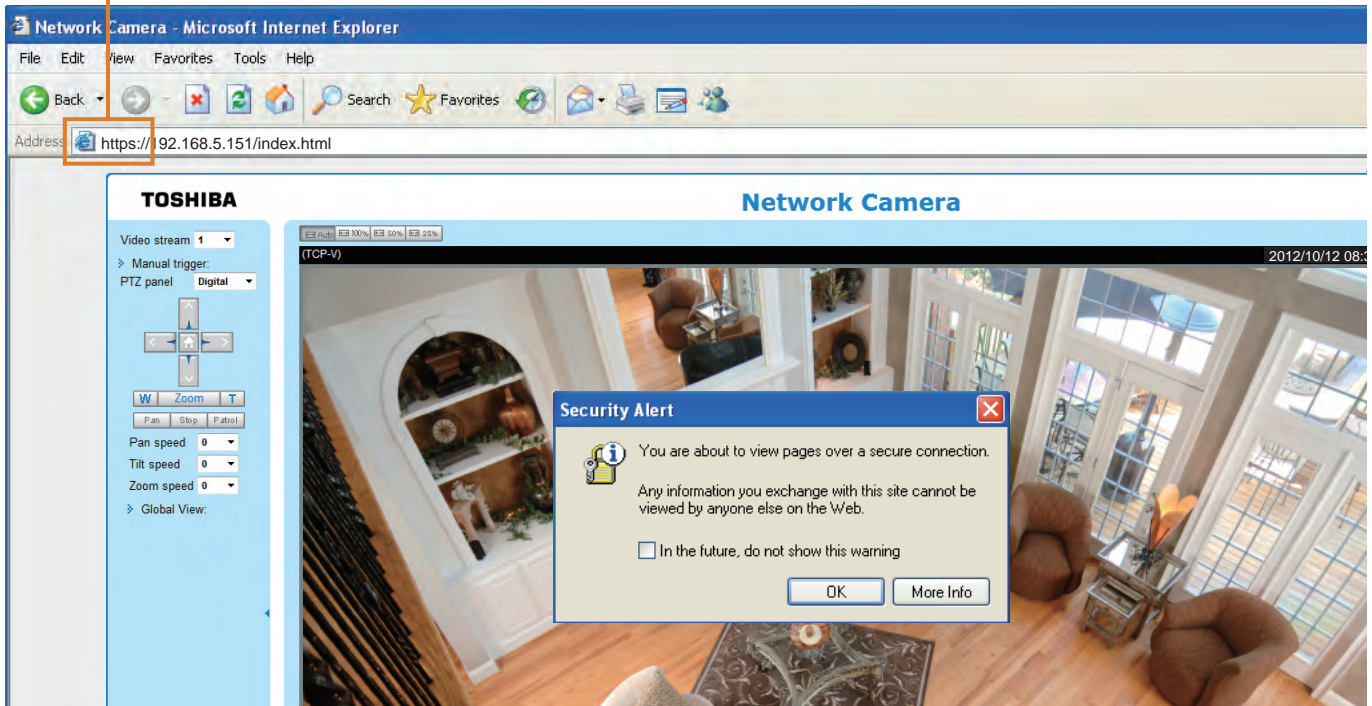 Network Camera - Microsoft Internet Explorer
File Edit View Favorites Tools Help
Back Search Favorites
Address https://192.168.5.151/index.html
TOSHIBA
Network Camera
Video stream 1
Auto 100% 50% 25%
Manual trigger:
(TCP-V) 2012/10/12 08:3
PTZ panel Digital
W Zoom T
Pan Stop Patrol
Pan speed 0
Tilt speed 0
Zoom speed 0
Global View:
Security Alert
You are about to view pages over a secure connection.
Any information you exchange with this site cannot be
viewed by anyone else on the Web.
In the future, do not show this warning
OK More Info